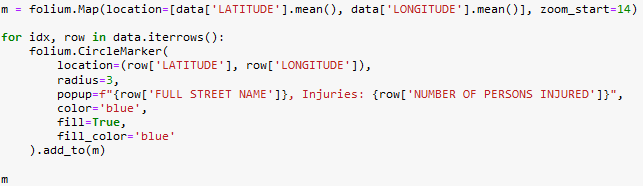 m = folium.Map(location=[data['LATITUDE'].mean(), data['LONGITUDE'].mean()], zoom_start=14)
for idx, row in data.iterrows():
    folium.CircleMarker(
        location=(row['LATITUDE'], row['LONGITUDE']),
        radius=3,
        popup=f"{row['FULL STREET NAME']}, Injuries: {row['NUMBER OF PERSONS INJURED']}",
        color='blue',
        fill=True,
        fill_color='blue'
    ).add_to(m)
m